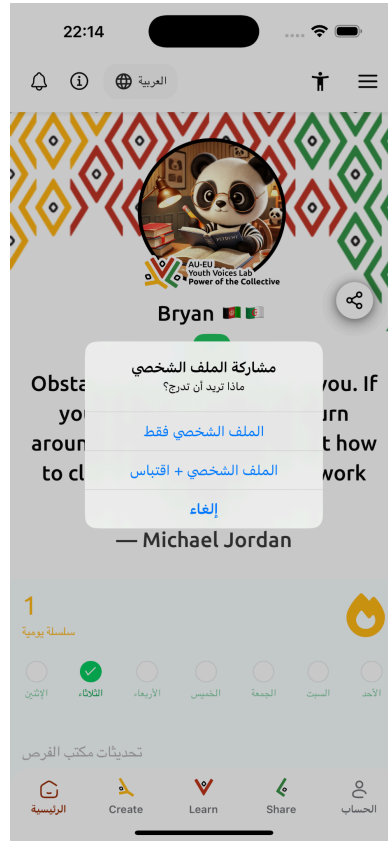 22:14
العربية
PITDCHT
AU-EU
Youth Voices Lab
Power of the Collective
Bryan
مشاركة الملف الشخصي
ماذا تريد أن تدرج؟
الملف الشخصي فقط
الملف الشخصي + اقتباس
إلغاء
Obsta
you. If
yo
urn
aroun
t how
to cl
work
— Michael Jordan
1
سلسلة يومية
الإثنين
الثلاثاء
الأربعاء
الخميس
الجمعة
السبت
الأحد
تحديثات مكتب الفرص
الرئيسية
Create
Learn
Share
الحساب